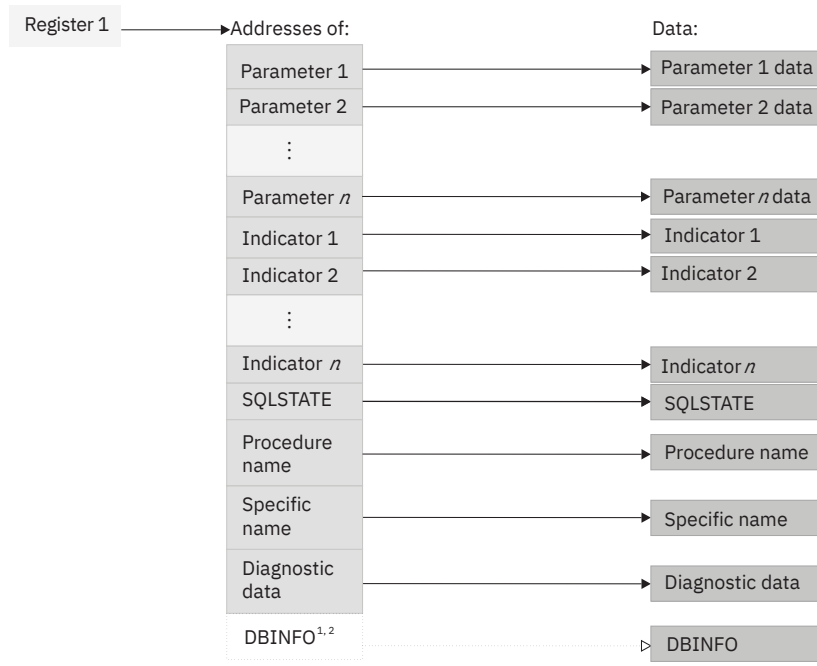 Register 1
Addresses of:
Data:
Parameter 1
Parameter 1 data
Parameter 2
Parameter 2 data
⋮
Parameter n
Parameter n data
Indicator 1
Indicator 1
Indicator 2
Indicator 2
⋮
Indicator n
Indicator n
SQLSTATE
SQLSTATE
Procedure
name
Procedure name
Specific
name
Specific name
Diagnostic
data
Diagnostic data
DBINFO1, 2
DBINFO